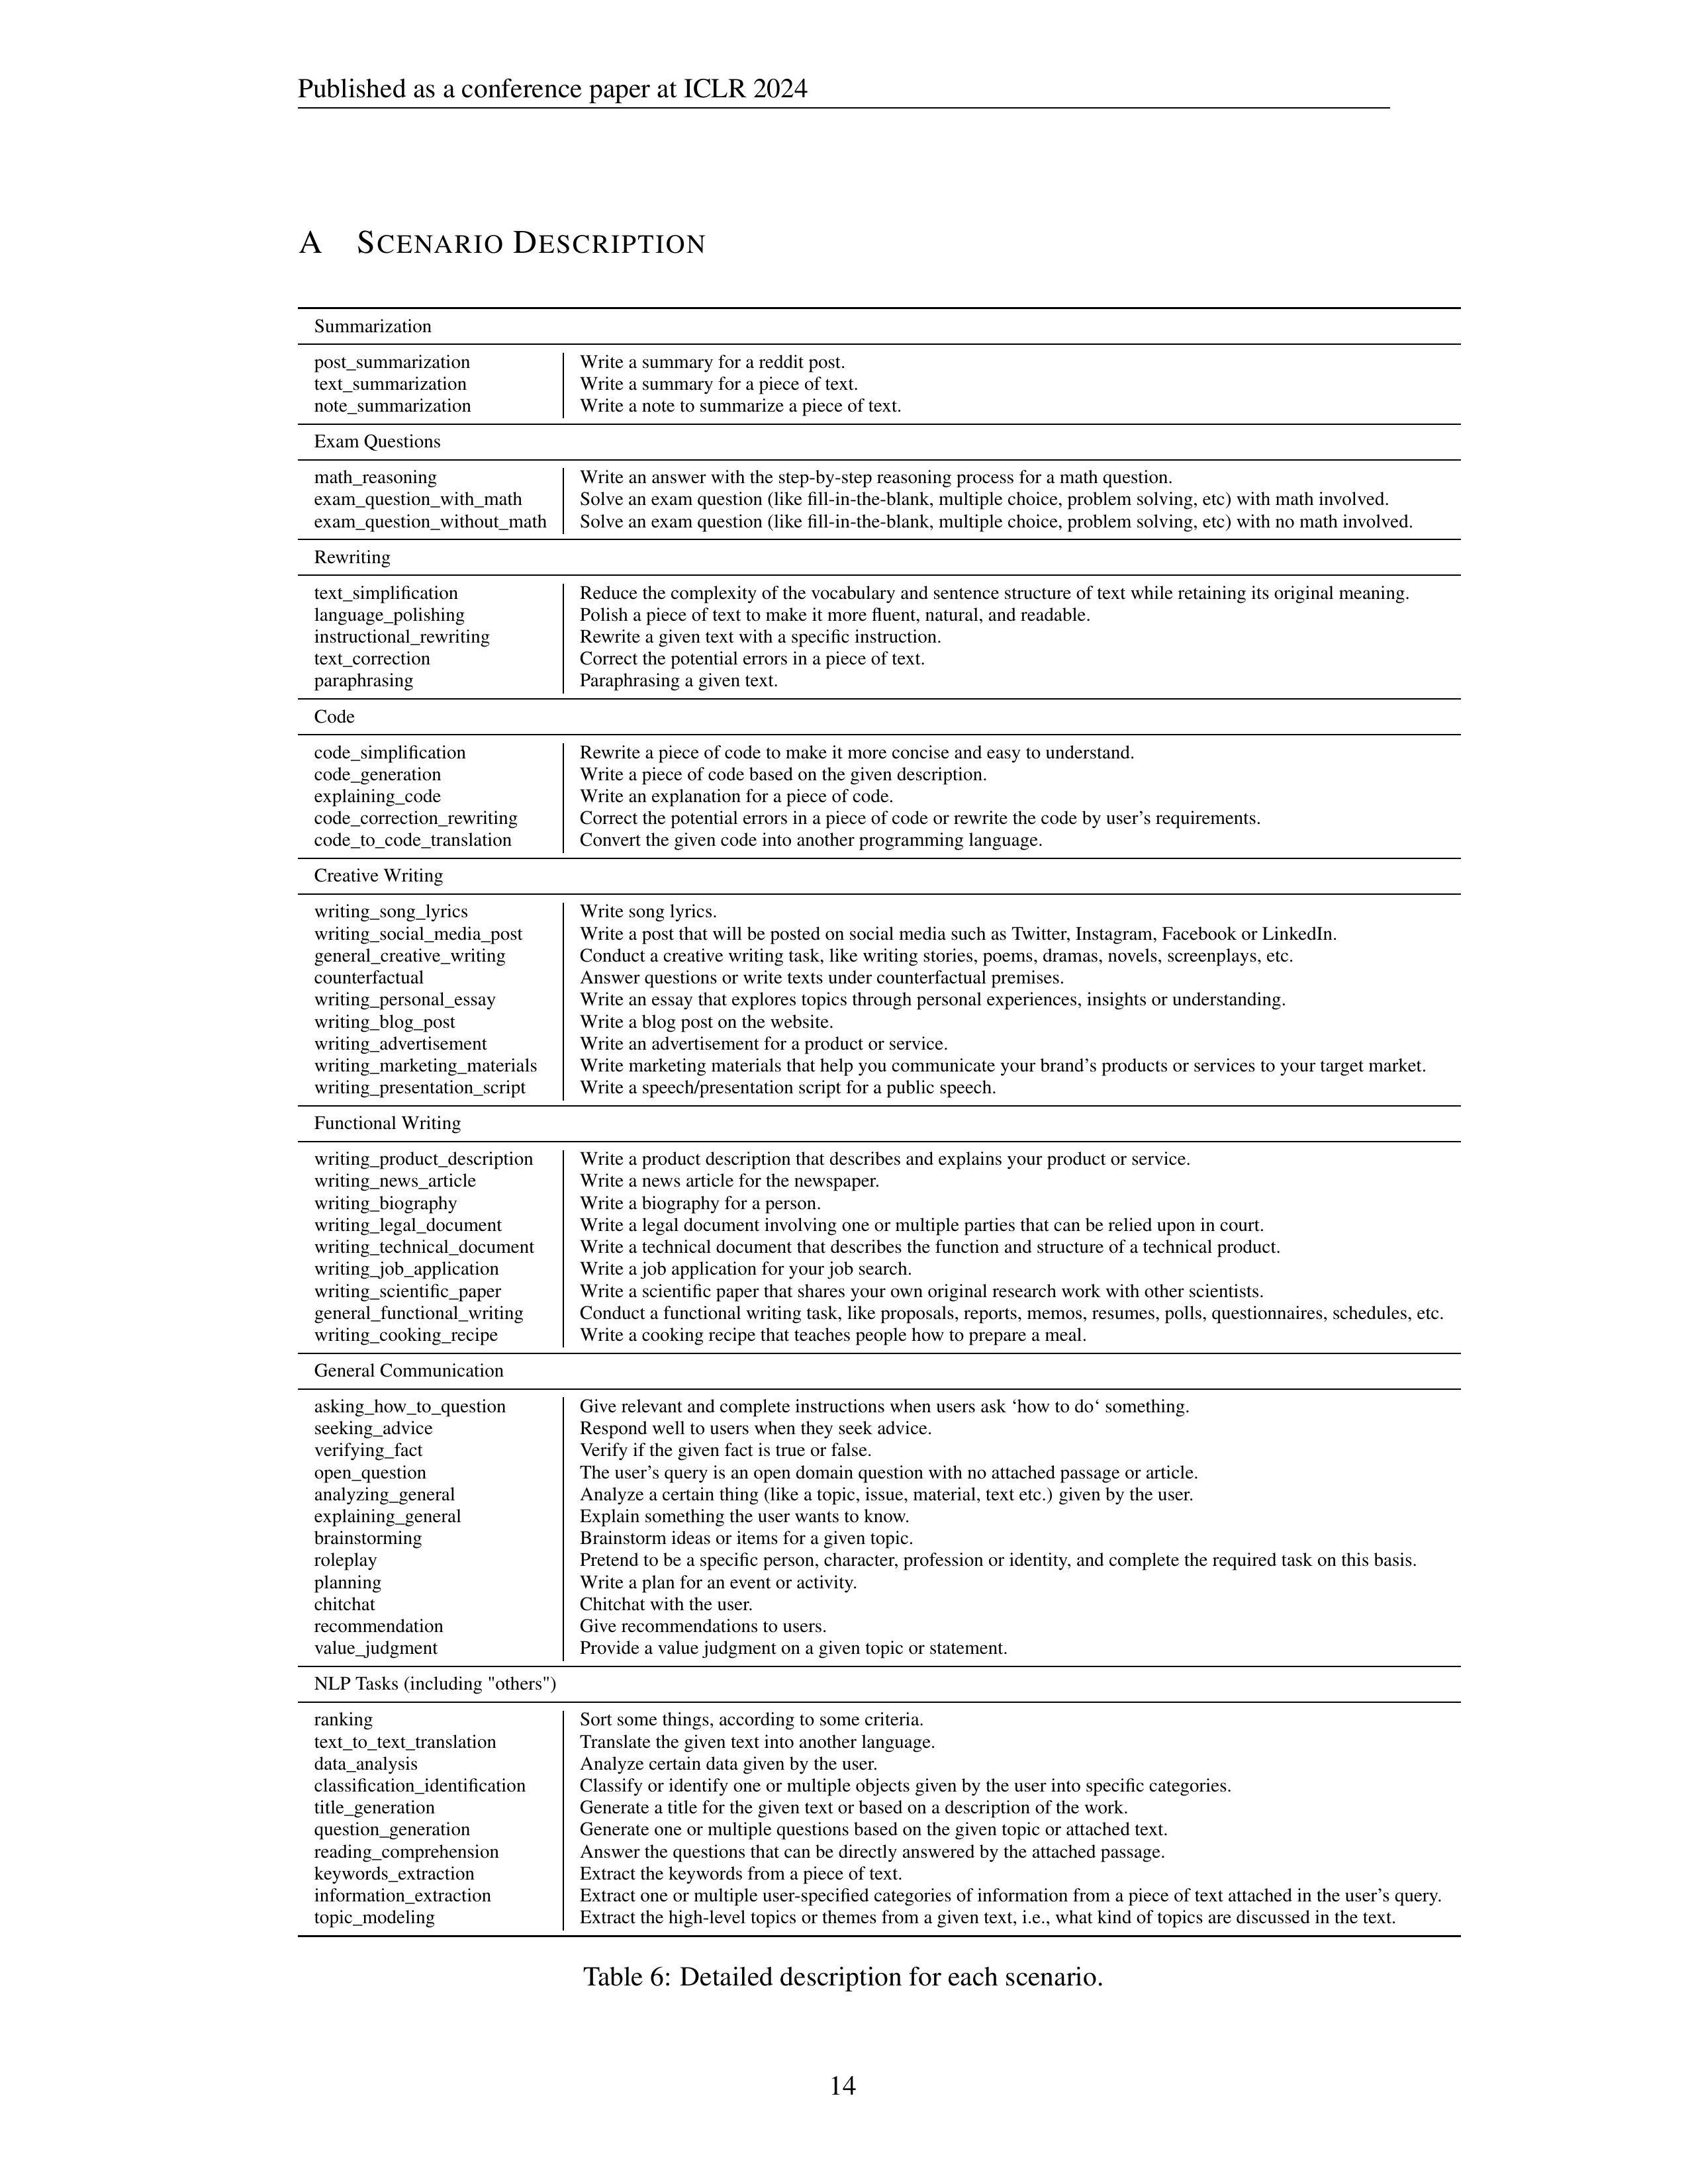 Published as a conference paper at ICLR 2024
A SCENARIO DESCRIPTION
Summarization
post_summarization Write a summary for a reddit post.
text_summarization Write a summary for a piece of text.
note_summarization Write a note to summarize a piece of text.
Exam Questions
math_reasoning Write an answer with the step-by-step reasoning process for a math question.
exam_question_with_math Solve an exam question (like fill-in-the-blank, multiple choice, problem solving, etc) with math involved.
exam_question_without_math Solve an exam question (like fill-in-the-blank, multiple choice, problem solving, etc) with no math involved.
Rewriting
text_simplification Reduce the complexity of the vocabulary and sentence structure of text while retaining its original meaning.
language_polishing Polish a piece of text to make it more fluent, natural, and readable.
instructional_rewriting Rewrite a given text with a specific instruction.
text_correction Correct the potential errors in a piece of text.
paraphrasing Paraphrasing a given text.
Code
code_simplification Rewrite a piece of code to make it more concise and easy to understand.
code_generation Write a piece of code based on the given description.
explaining_code Write an explanation for a piece of code.
code_correction_rewriting Correct the potential errors in a piece of code or rewrite the code by user's requirements.
code_to_code_translation Convert the given code into another programming language.
Creative Writing
writing_song_lyrics Write song lyrics.
writing_social_media_post Write a post that will be posted on social media such as Twitter, Instagram, Facebook or LinkedIn.
general_creative_writing Conduct a creative writing task, like writing stories, poems, dramas, novels, screenplays, etc.
counterfactual Answer questions or write texts under counterfactual premises.
writing_personal_essay Write an essay that explores topics through personal experiences, insights or understanding.
writing_blog_post Write a blog post on the website.
writing_advertisement Write an advertisement for a product or service.
writing_marketing_materials Write marketing materials that help you communicate your brand's products or services to your target market.
writing_presentation_script Write a speech/presentation script for a public speech.
Functional Writing
writing_product_description Write a product description that describes and explains your product or service.
writing_news_article Write a news article for the newspaper.
writing_biography Write a biography for a person.
writing_legal_document Write a legal document involving one or multiple parties that can be relied upon in court.
writing_technical_document Write a technical document that describes the function and structure of a technical product.
writing_job_application Write a job application for your job search.
writing_scientific_paper Write a scientific paper that shares your own original research work with other scientists.
general_functional_writing Conduct a functional writing task, like proposals, reports, memos, resumes, polls, questionnaires, schedules, etc.
writing_cooking_recipe Write a cooking recipe that teaches people how to prepare a meal.
General Communication
asking_how_to_question Give relevant and complete instructions when users ask ‘how to do‘ something.
seeking_advice Respond well to users when they seek advice.
verifying_fact Verify if the given fact is true or false.
open_question The user's query is an open domain question with no attached passage or article.
analyzing_general Analyze a certain thing (like a topic, issue, material, text etc.) given by the user.
explaining_general Explain something the user wants to know.
brainstorming Brainstorm ideas or items for a given topic.
roleplay Pretend to be a specific person, character, profession or identity, and complete the required task on this basis.
planning Write a plan for an event or activity.
chitchat Chitchat with the user.
recommendation Give recommendations to users.
value_judgment Provide a value judgment on a given topic or statement.
NLP Tasks (including "others")
ranking Sort some things, according to some criteria.
text_to_text_translation Translate the given text into another language.
data_analysis Analyze certain data given by the user.
classification_identification Classify or identify one or multiple objects given by the user into specific categories.
title_generation Generate a title for the given text or based on a description of the work.
question_generation Generate one or multiple questions based on the given topic or attached text.
reading_comprehension Answer the questions that can be directly answered by the attached passage.
keywords_extraction Extract the keywords from a piece of text.
information_extraction Extract one or multiple user-specified categories of information from a piece of text attached in the user's query.
topic_modeling Extract the high-level topics or themes from a given text, i.e., what kind of topics are discussed in the text.
Table 6: Detailed description for each scenario.
14